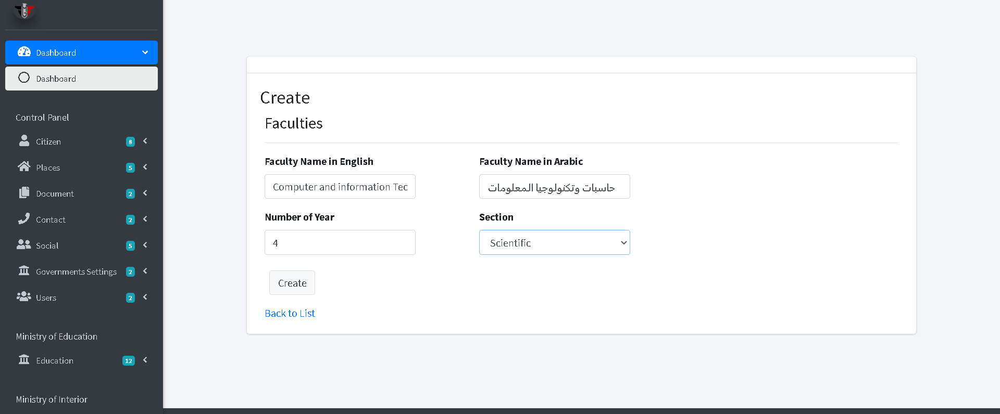 Dashboard
Dashboard
Control Panel
Citizen 8
Places 5
Document 2
Contact 2
Social 5
Governments Settings 2
Users 2
Ministry of Education
Education 12
Ministry of Interior
Create
Faculties
Faculty Name in English
Computer and information Tec
Faculty Name in Arabic
حاسبات وتكنولوجيا المعلومات
Number of Year
4
Section
Scientific
Create
Back to List